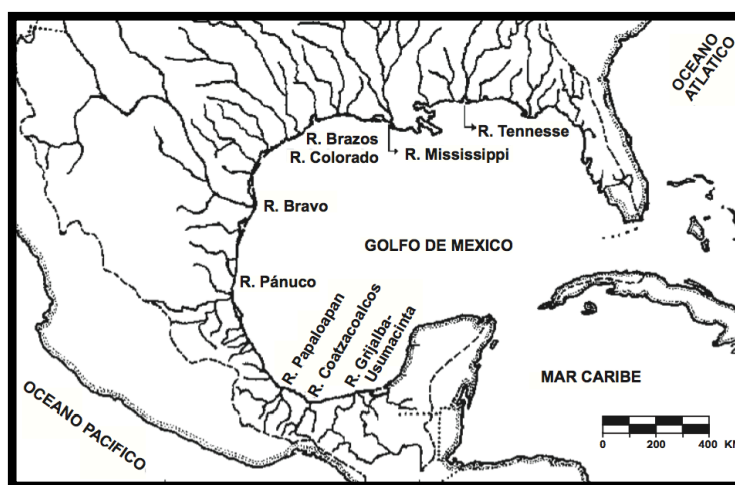 OCEANO
ATLATICO
R. Tennesse
R. Brazos
R. Colorado
R. Mississippi
R. Bravo
GOLFO DE MEXICO
R. Pánuco
R. Papaloapan
R. Coatzacoalcos
R. Grijalba-
Usumacinta
MAR CARIBE
OCEANO PACIFICO
0 200 400 KM